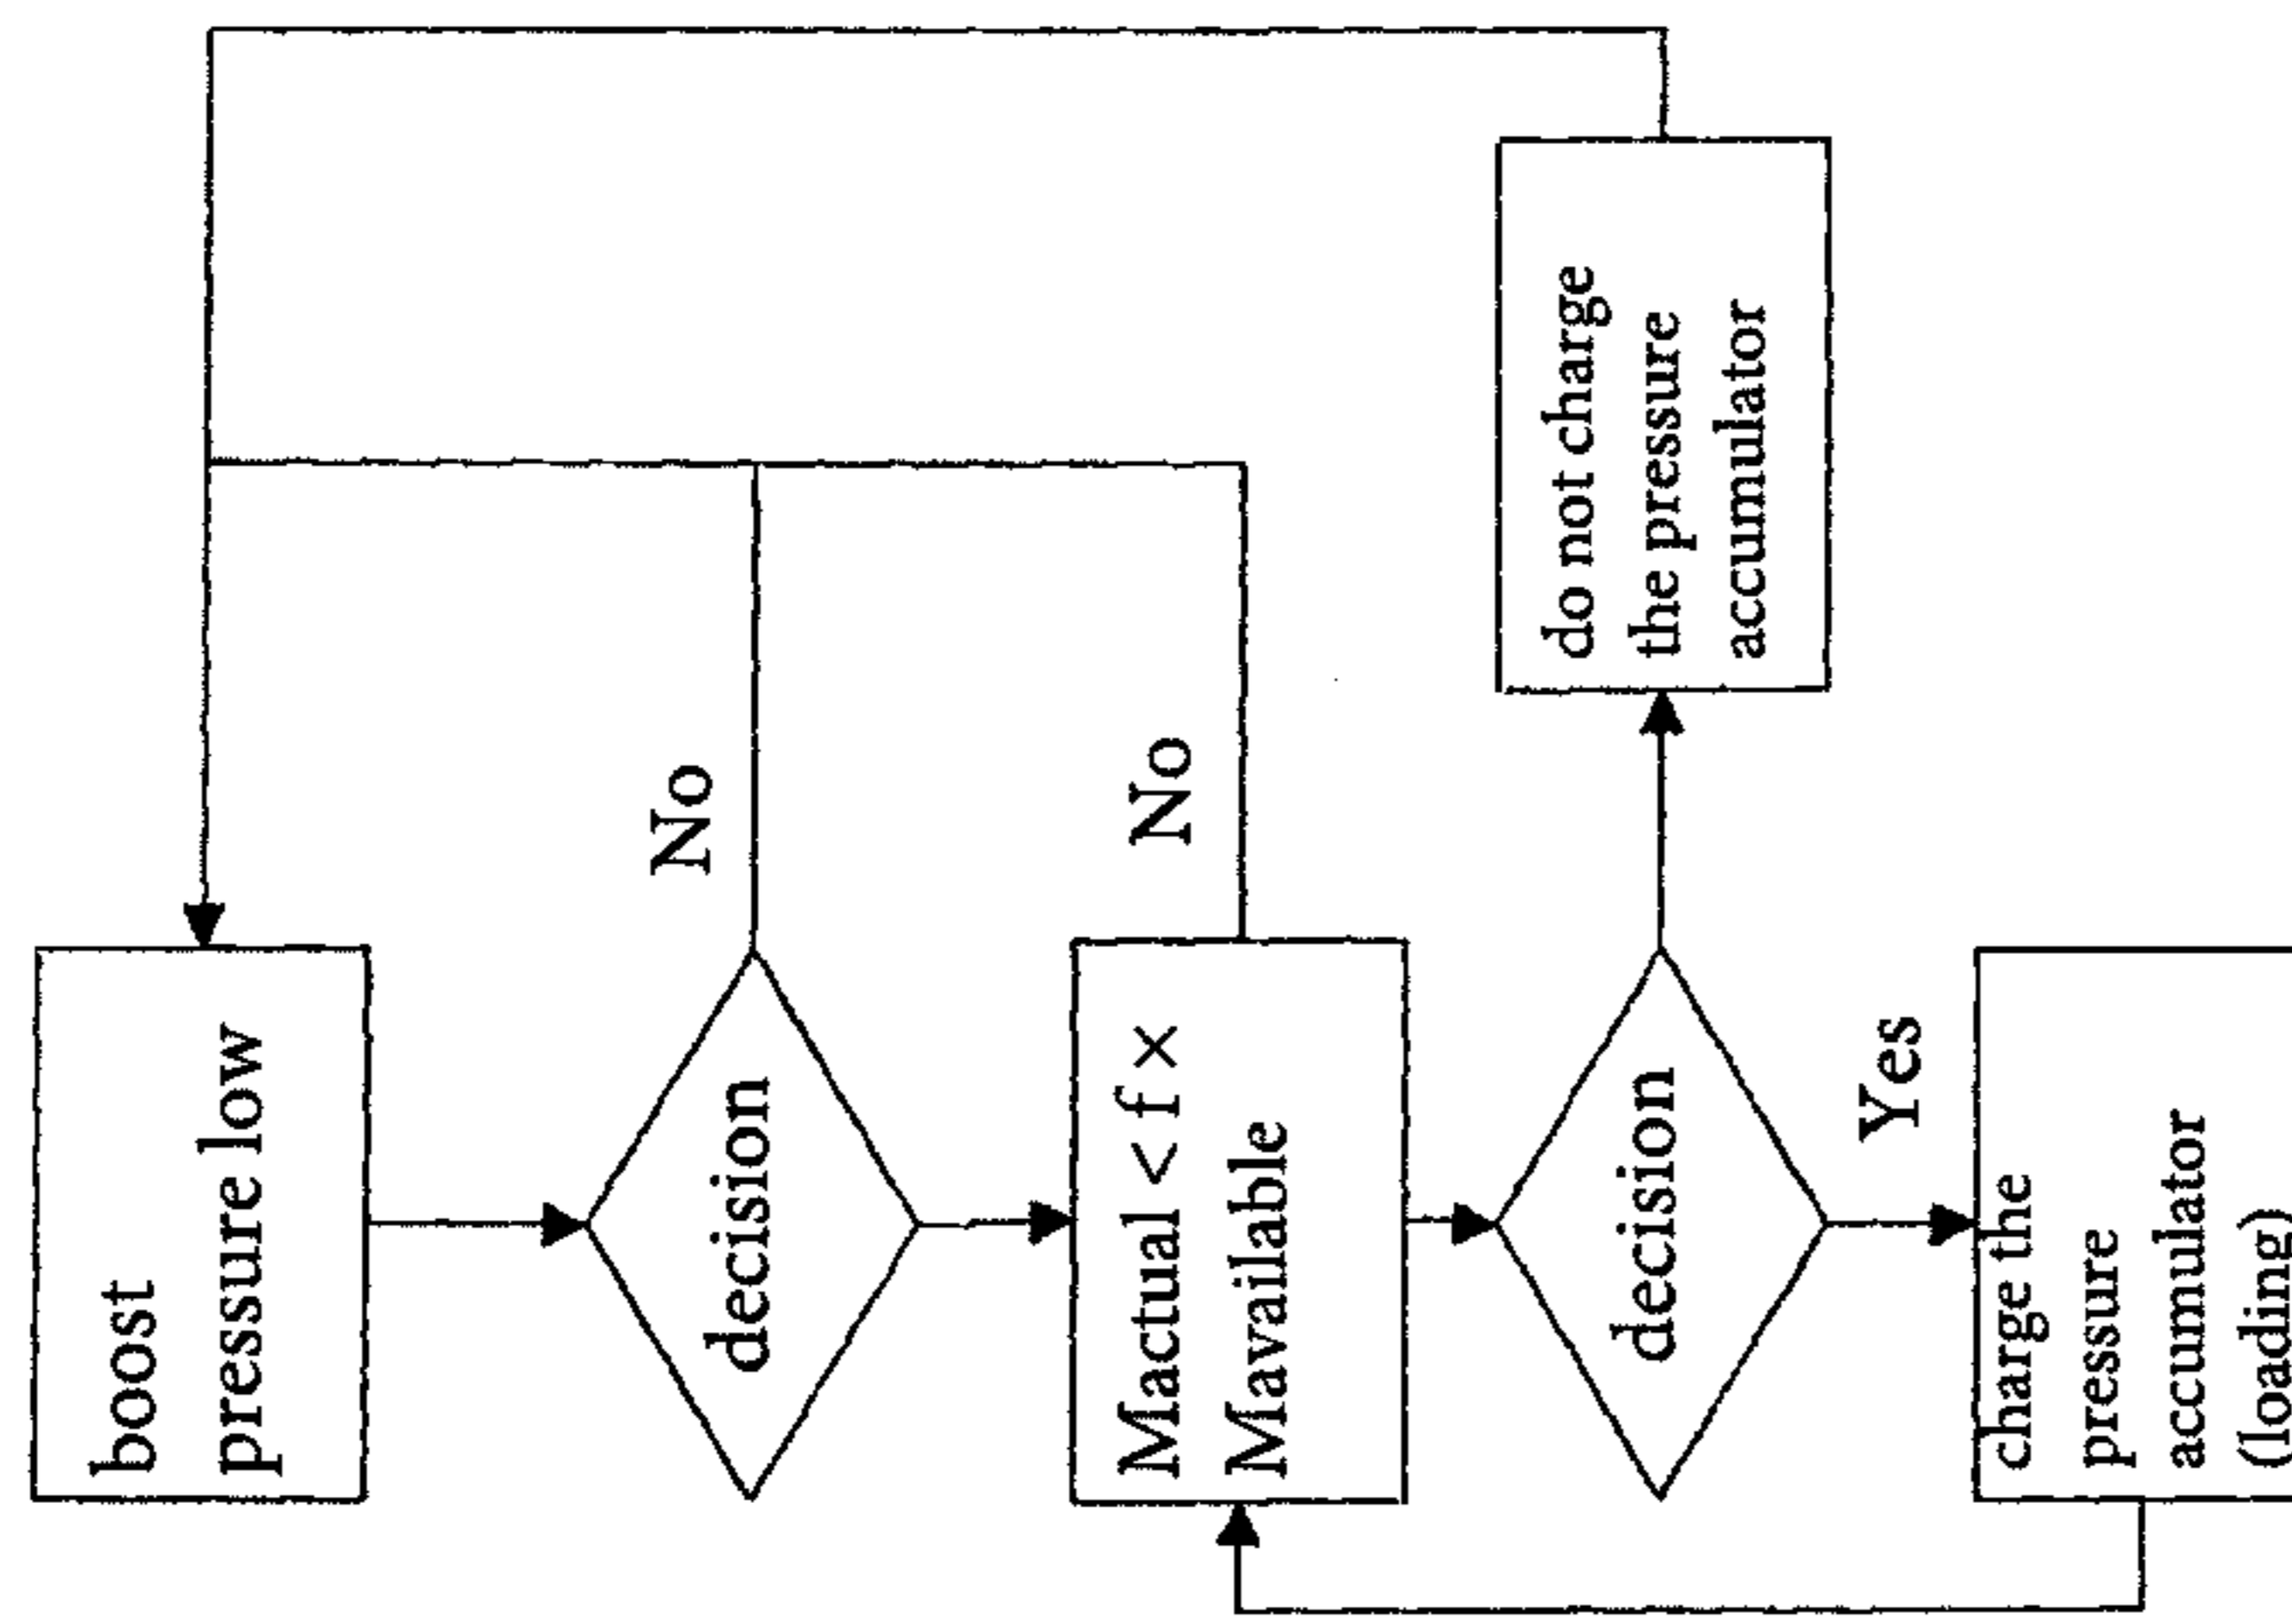 boost
pressure low
decision
No
Mactual < f ×
Mavailable
No
decision
do not charge
the pressure
accumulator
Yes
charge the
pressure
accumulator
(loading)